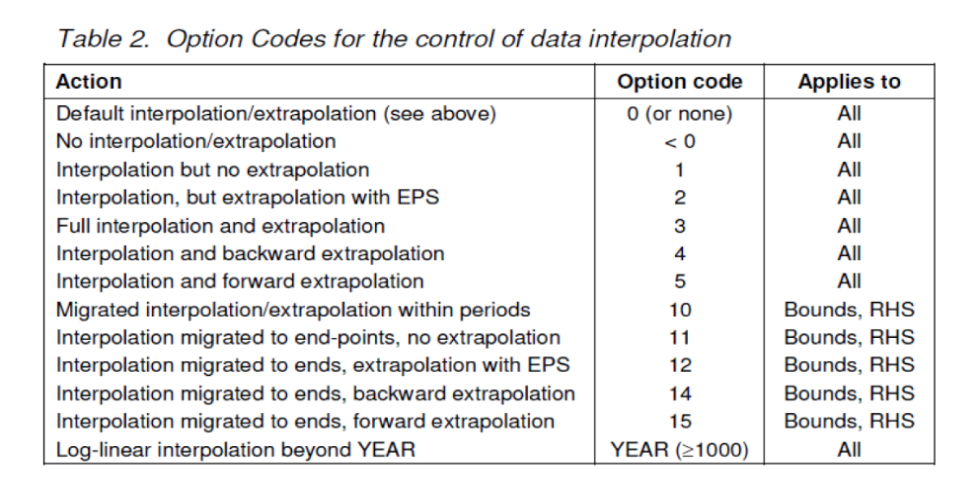 Table 2. Option Codes for the control of data interpolation
Action Option code Applies to
Default interpolation/extrapolation (see above) 0 (or none) All
No interpolation/extrapolation < 0 All
Interpolation but no extrapolation 1 All
Interpolation, but extrapolation with EPS 2 All
Full interpolation and extrapolation 3 All
Interpolation and backward extrapolation 4 All
Interpolation and forward extrapolation 5 All
Migrated interpolation/extrapolation within periods 10 Bounds, RHS
Interpolation migrated to end-points, no extrapolation 11 Bounds, RHS
Interpolation migrated to ends, extrapolation with EPS 12 Bounds, RHS
Interpolation migrated to ends, backward extrapolation 14 Bounds, RHS
Interpolation migrated to ends, forward extrapolation 15 Bounds, RHS
Log-linear interpolation beyond YEAR YEAR (≥1000) All